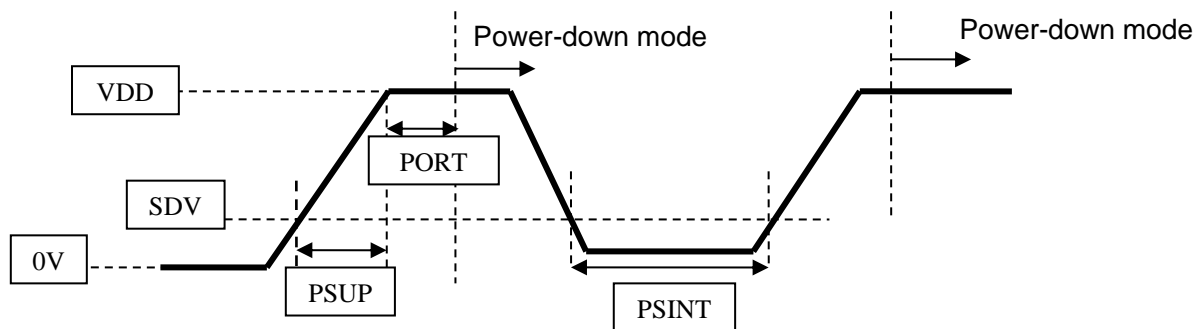 Power-down mode
Power-down mode
VDD
PORT
SDV
0V
PSUP
PSINT